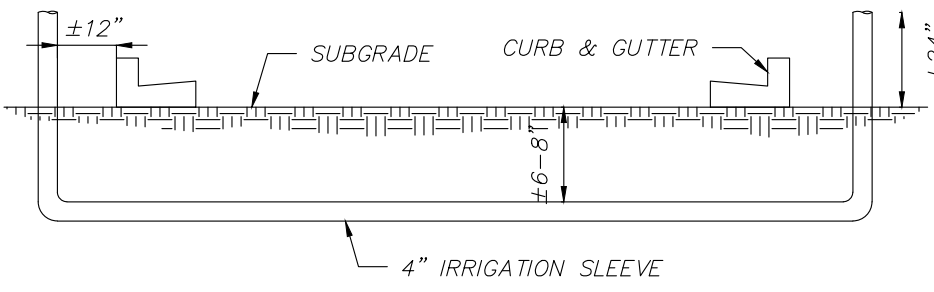 ±12”
SUBGRADE
CURB & GUTTER
±6-8”
4” IRRIGATION SLEEVE